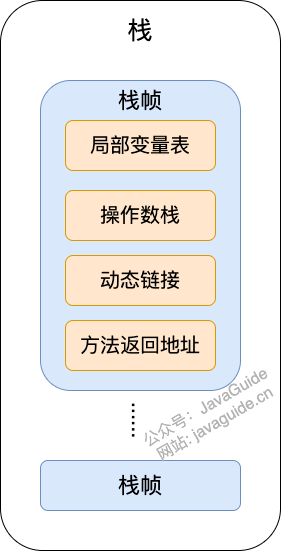 栈
栈帧
局部变量表
操作数栈
动态链接
方法返回地址
......
公众号：JavaGuide
网站: javaguide.cn
栈帧